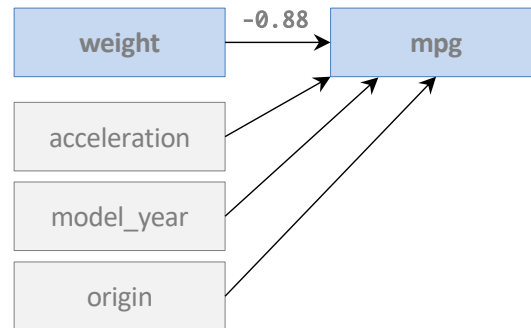 -0.88
weight
mpg
acceleration
model_year
origin